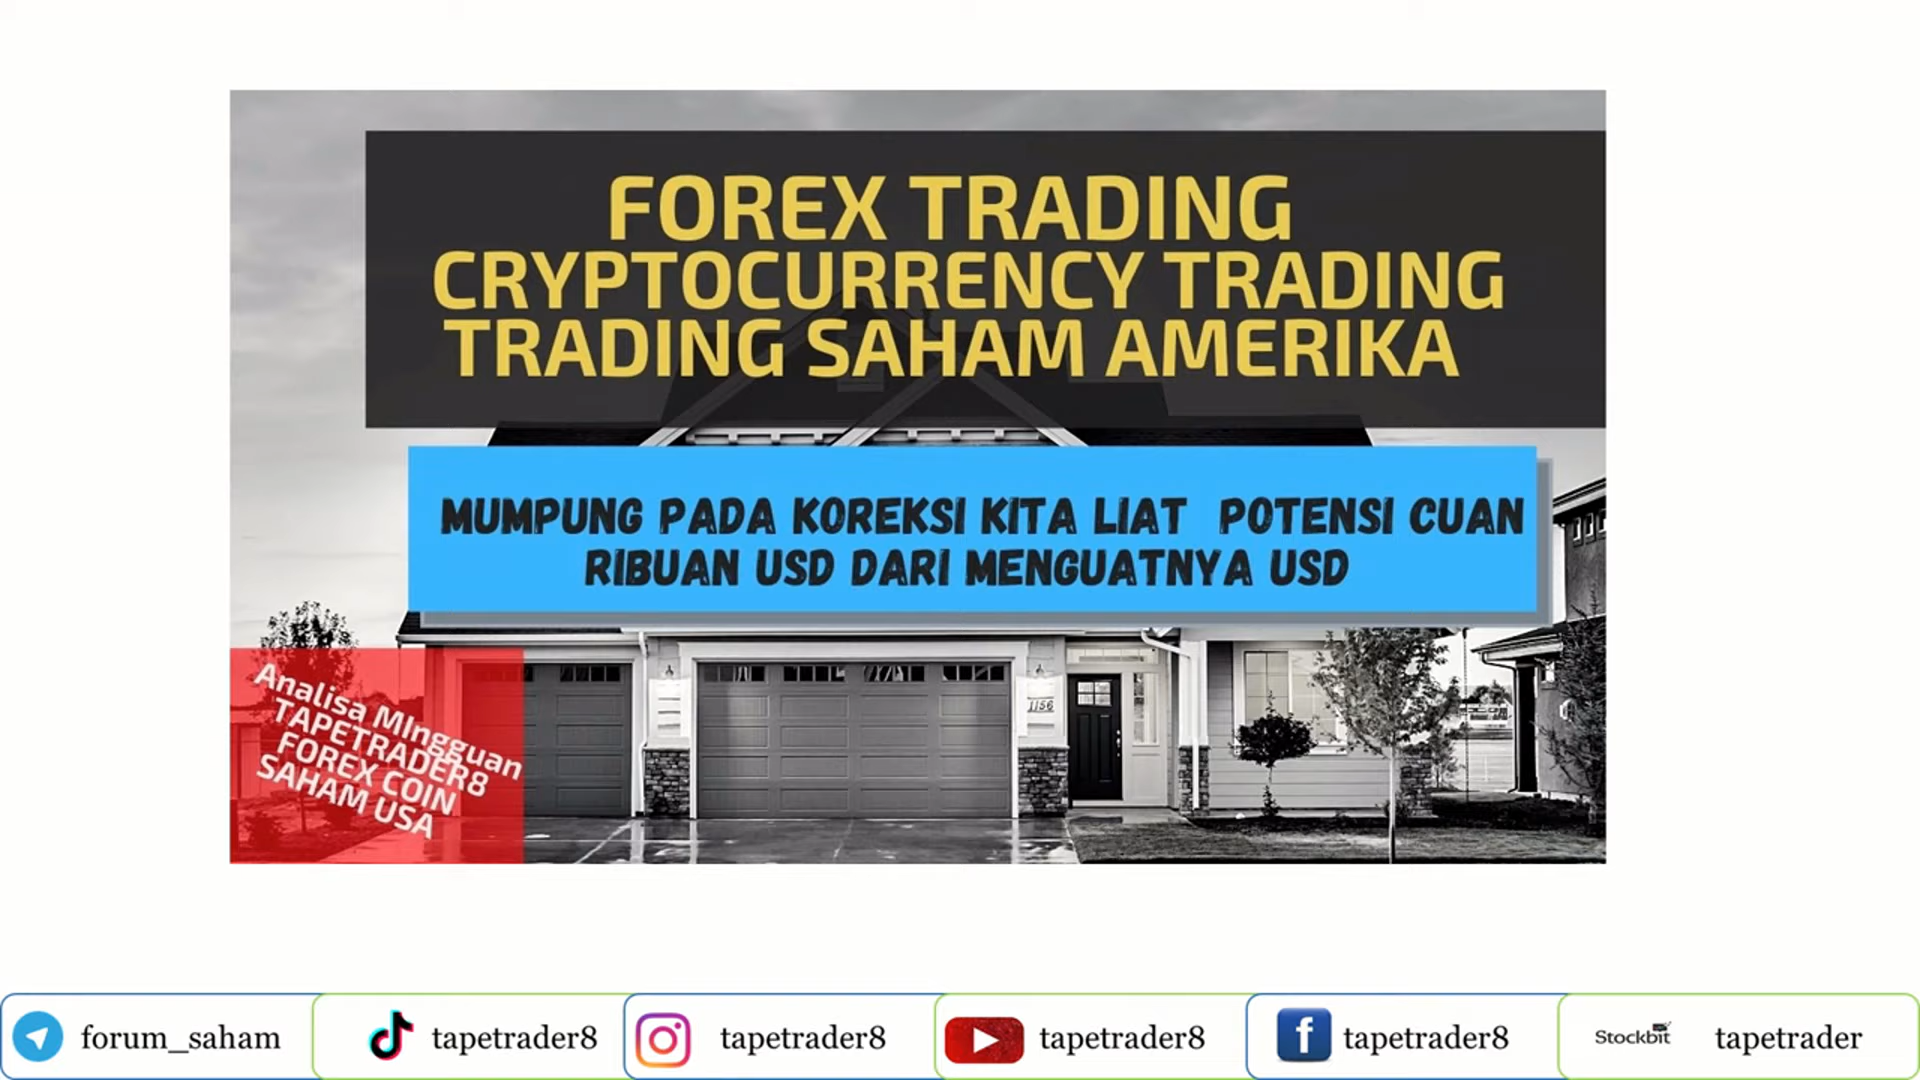 FOREX TRADING
CRYPTOCURRENCY TRADING
TRADING SAHAM AMERIKA
MUMPUNG PADA KOREKSI KITA LIAT POTENSI CUAN
RIBUAN USD DARI MENGUATNYA USD
1156
Analisa MIngguan
TAPETRADER8
FOREX COIN
SAHAM USA
forum_saham
tapetrader8
tapetrader8
tapetrader8
tapetrader8
Stockbit
tapetrader